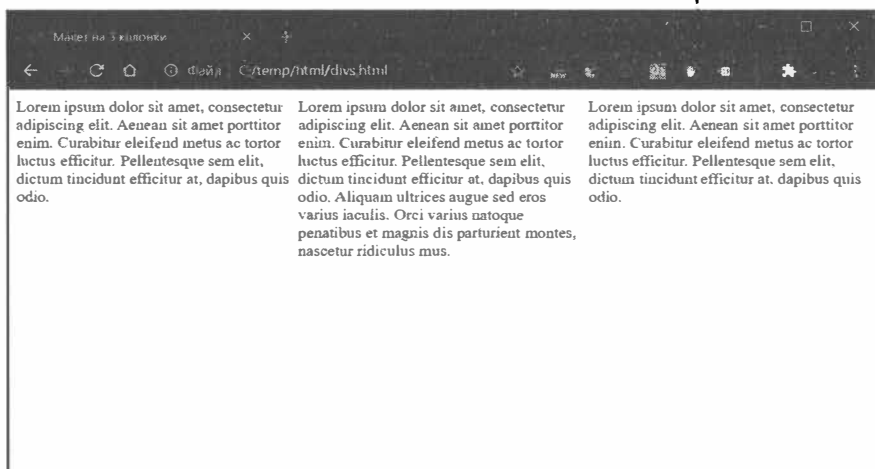 Макет на 3 колонки
Файл C:/temp/html/divs.html
NEW
Lorem ipsum dolor sit amet, consectetur
adipiscing elit. Aenean sit amet porttitor
enim. Curabitur eleifend metus ac tortor
luctus efficitur. Pellentesque sem elit,
dictum tincidunt efficitur at, dapibus quis
odio.
Lorem ipsum dolor sit amet, consectetur
adipiscing elit. Aenean sit amet porttitor
enim. Curabitur eleifend metus ac tortor
luctus efficitur. Pellentesque sem elit,
dictum tincidunt efficitur at, dapibus quis
odio. Aliquam ultrices augue sed eros
varius iaculis. Orci varius natoque
penatibus et magnis dis parturient montes,
nascetur ridiculus mus.
Lorem ipsum dolor sit amet, consectetur
adipiscing elit. Aenean sit amet porttitor
enim. Curabitur eleifend metus ac tortor
luctus efficitur. Pellentesque sem elit,
dictum tincidunt efficitur at, dapibus quis
odio.